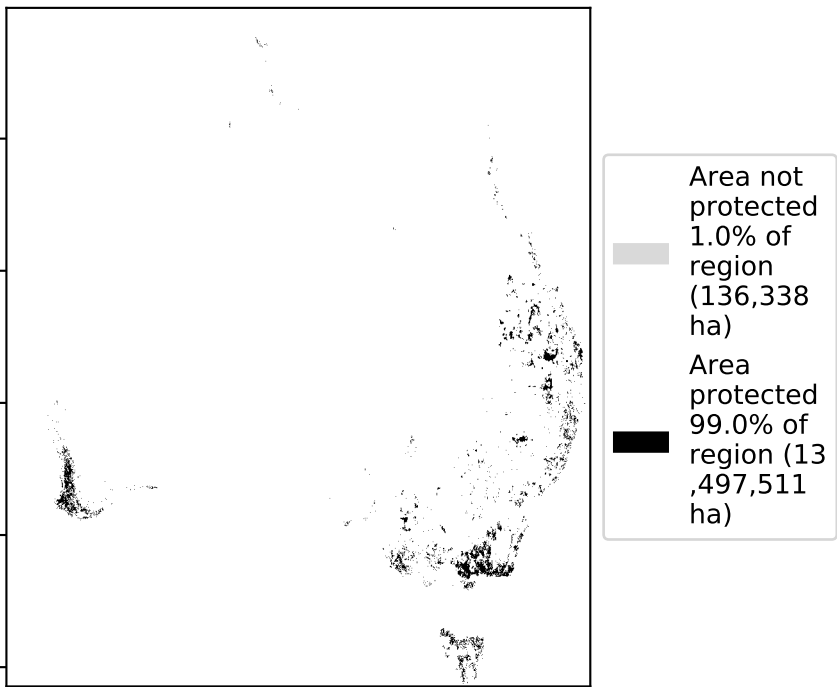 Area not
protected
1.0% of
region
(136,338
ha)
Area
protected
99.0% of
region (13
,497,511
ha)